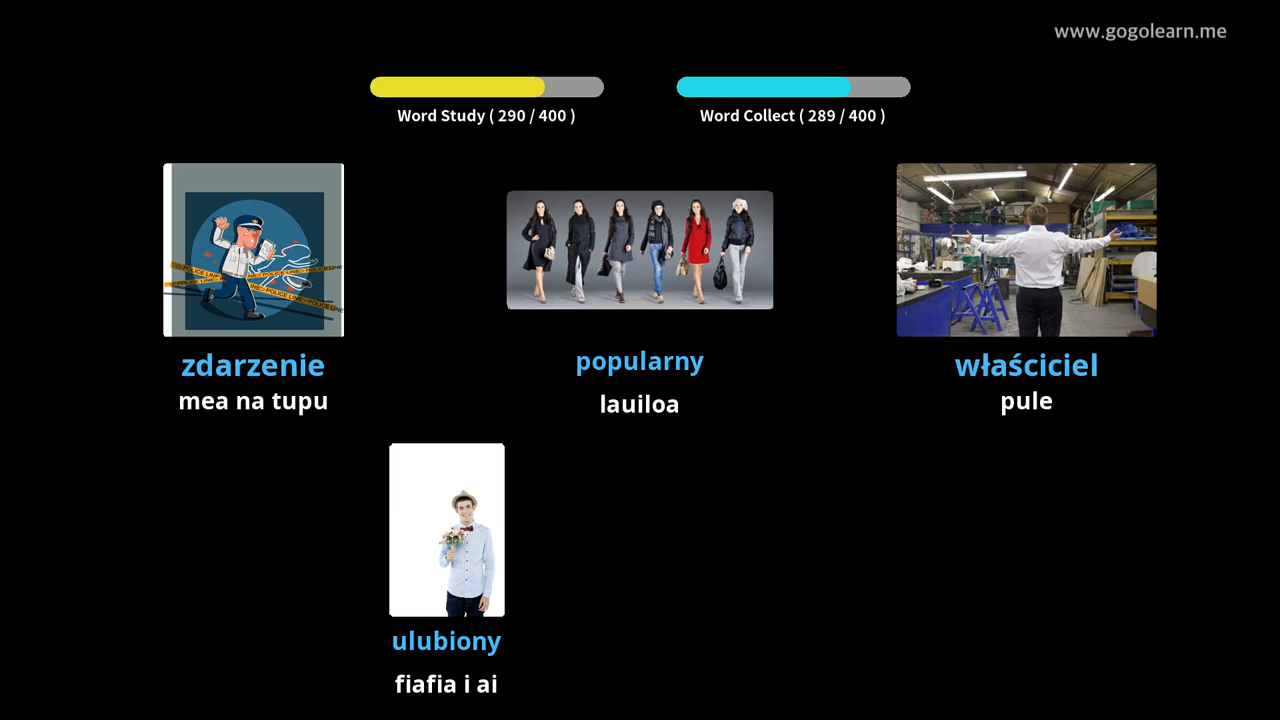 www.gogolearn.me
Word Study ( 290 / 400 )
Word Collect ( 289 / 400 )
zdarzenie
mea na tupu
popularny
lauiloa
właściciel
pule
ulubiony
fiafia i ai